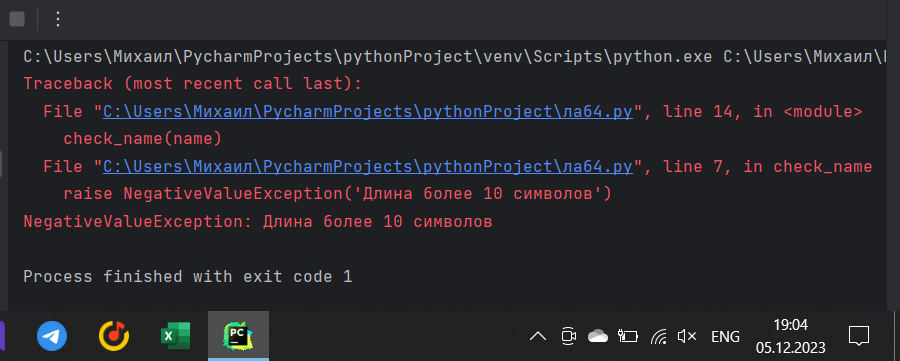 C:\Users\Михаил\PycharmProjects\pythonProject\venv\Scripts\python.exe C:\Users\Михаил\
Traceback (most recent call last):
File "C:\Users\Михаил\PycharmProjects\pythonProject\ла64.py", line 14, in <module>
check_name(name)
File "C:\Users\Михаил\PycharmProjects\pythonProject\ла64.py", line 7, in check_name
raise NegativeValueException('Длина более 10 символов')
NegativeValueException: Длина более 10 символов
Process finished with exit code 1
PC
ENG
19:04
05.12.2023